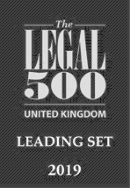 The
LEGAL
500
UNITED KINGDOM
LEADING SET
2019